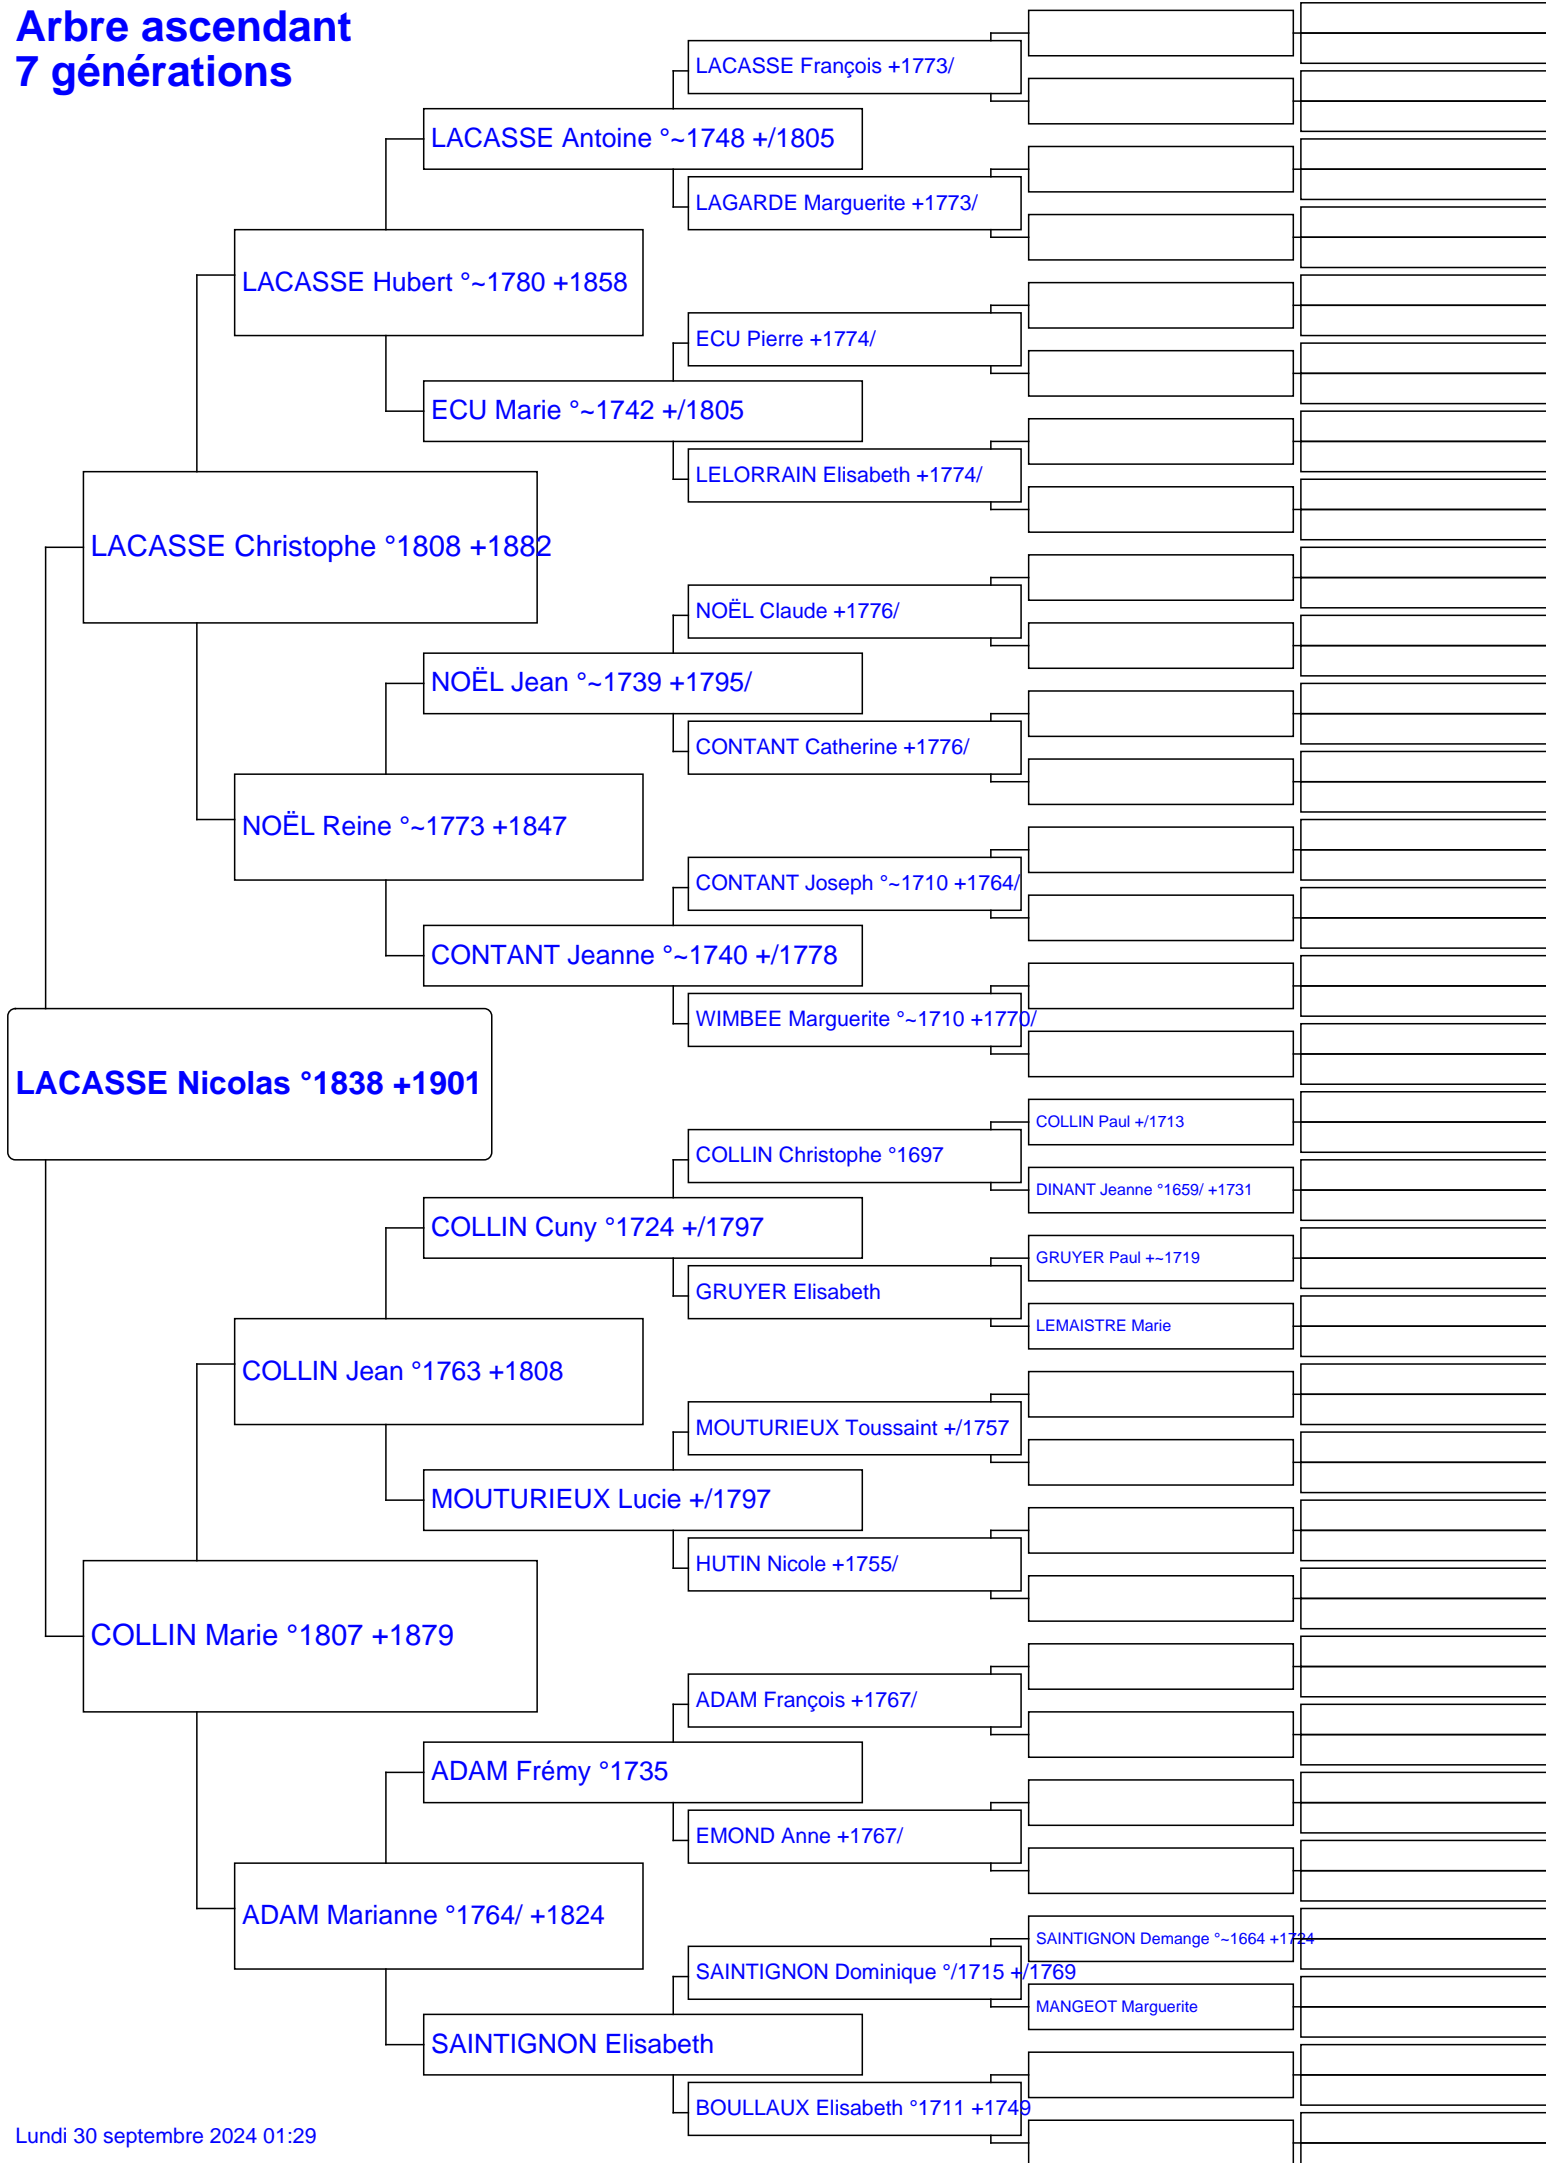 Arbre ascendant
7 générations
LACASSE François +1773/
LACASSE Antoine °~1748 +/1805
LAGARDE Marguerite +1773/
LACASSE Hubert °~1780 +1858
ECU Pierre +1774/
ECU Marie °~1742 +/1805
LELORRAIN Elisabeth +1774/
LACASSE Christophe °1808 +1882
NOËL Claude +1776/
NOËL Jean °~1739 +1795/
CONTANT Catherine +1776/
NOËL Reine °~1773 +1847
CONTANT Joseph °~1710 +1764/
CONTANT Jeanne °~1740 +/1778
WIMBEE Marguerite °~1710 +1770/
LACASSE Nicolas °1838 +1901
COLLIN Paul +/1713
COLLIN Christophe °1697
DINANT Jeanne °1659/ +1731
COLLIN Cuny °1724 +/1797
GRUYER Paul +~1719
GRUYER Elisabeth
LEMAISTRE Marie
COLLIN Jean °1763 +1808
MOUTURIEUX Toussaint +/1757
MOUTURIEUX Lucie +/1797
HUTIN Nicole +1755/
COLLIN Marie °1807 +1879
ADAM François +1767/
ADAM Frémy °1735
EMOND Anne +1767/
ADAM Marianne °1764/ +1824
SAINTIGNON Demange °~1664 +1724
SAINTIGNON Dominique °/1715 +/1769
MANGEOT Marguerite
SAINTIGNON Elisabeth
BOULLAUX Elisabeth °1711 +1749
Lundi 30 septembre 2024 01:29